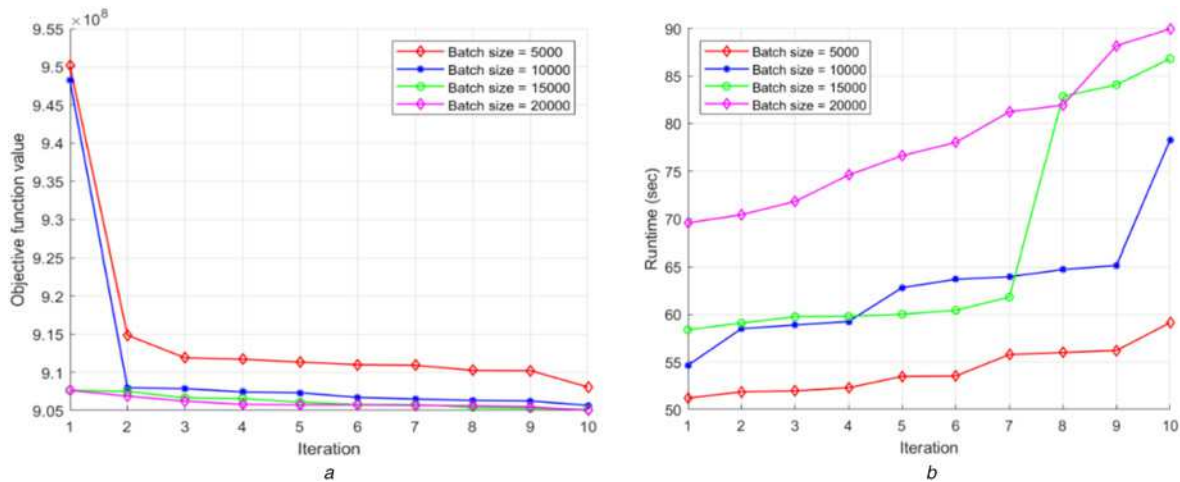 ×10⁸
9.55
9.5
9.45
9.4
9.35
9.3
9.25
9.2
9.15
9.1
9.05
Objective function value
1 2 3 4 5 6 7 8 9 10
Iteration
Batch size = 5000
Batch size = 10000
Batch size = 15000
Batch size = 20000
a
90
85
80
75
70
65
60
55
50
Runtime (sec)
1 2 3 4 5 6 7 8 9 10
Iteration
Batch size = 5000
Batch size = 10000
Batch size = 15000
Batch size = 20000
b